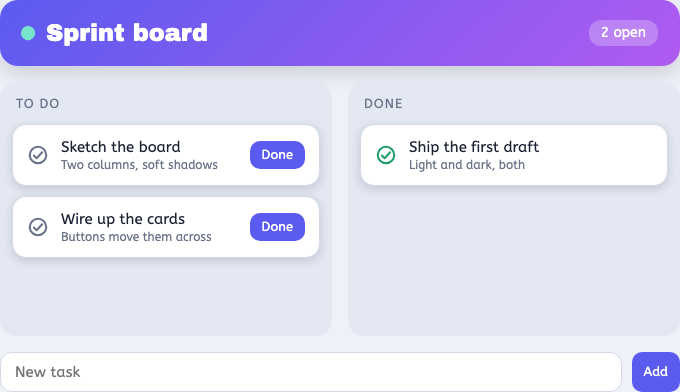 Sprint board
2 open
TO DO
Sketch the board
Two columns, soft shadows
Done
Wire up the cards
Buttons move them across
Done
DONE
Ship the first draft
Light and dark, both
New task
Add